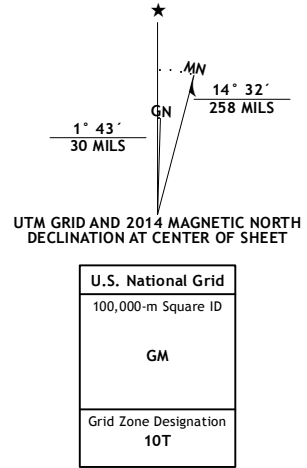 ★
MN
GN
14° 32´
258 MILS
1° 43´
30 MILS
UTM GRID AND 2014 MAGNETIC NORTH
DECLINATION AT CENTER OF SHEET
U.S. National Grid
100,000-m Square ID
GM
Grid Zone Designation
10T